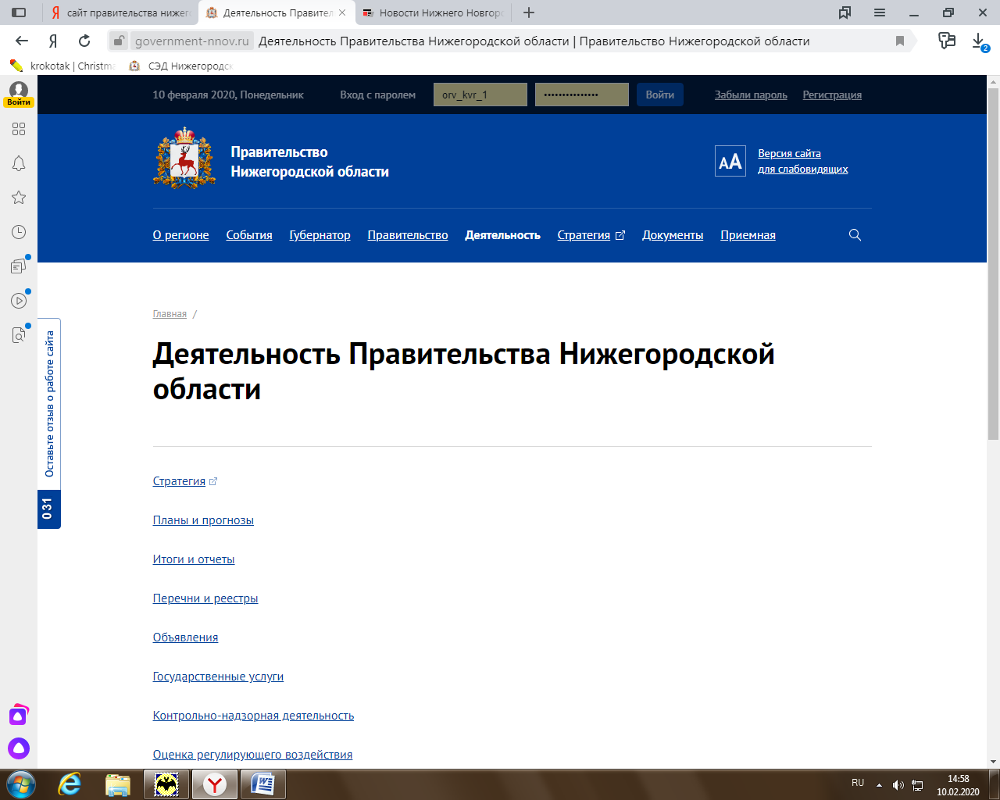 сайт правительства нижег
Деятельность Правител
Новости Нижнего Новгор
government-nnov.ru Деятельность Правительства Нижегородской области | Правительство Нижегородской области
2
krokotak | Christma
СЭД Нижегородск
Войти
10 февраля 2020, Понедельник
Вход с паролем
orv_kvr_1
•••••••••••••••
Войти
Забыли пароль
Регистрация
Правительство
Нижегородской области
AA
Версия сайта
для слабовидящих
О регионе События Губернатор Правительство Деятельность Стратегия Документы Приемная
Главная /
Деятельность Правительства Нижегородской
области
Оставьте отзыв о работе сайта
031
Стратегия
Планы и прогнозы
Итоги и отчеты
Перечни и реестры
Объявления
Государственные услуги
Контрольно-надзорная деятельность
Оценка регулирующего воздействия
RU
14:58
10.02.2020